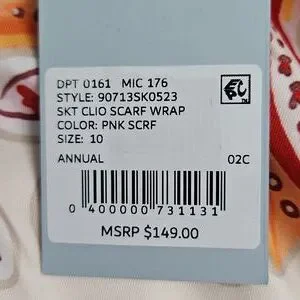 DPT 0161 MIC 176
STYLE: 90713SK0523
SKT CLIO SCARF WRAP
COLOR: PNK SCRF
SIZE: 10
ANNUAL 02C
0 400000 731131
MSRP $149.00